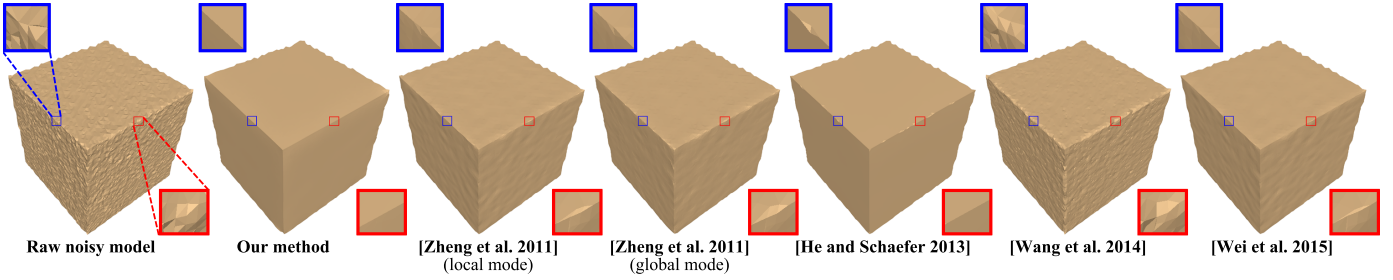 Raw noisy model
Our method
[Zheng et al. 2011]
(local mode)
[Zheng et al. 2011]
(global mode)
[He and Schaefer 2013]
[Wang et al. 2014]
[Wei et al. 2015]